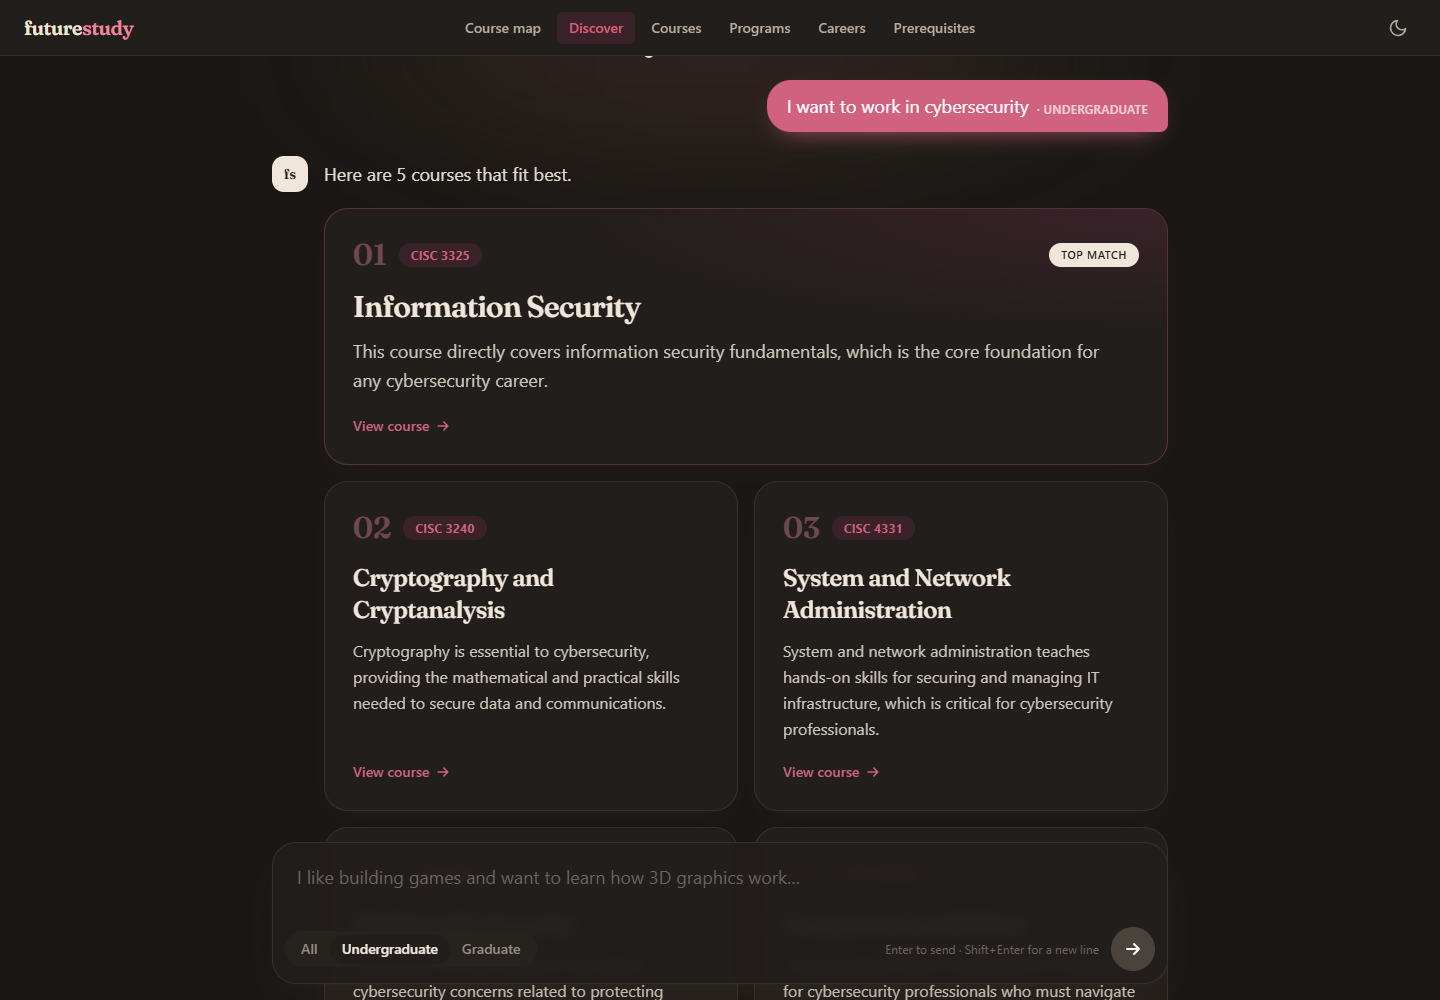 futurestudy
Course map
Discover
Courses
Programs
Careers
Prerequisites
I want to work in cybersecurity · UNDERGRADUATE
fs
Here are 5 courses that fit best.
01 CISC 3325
TOP MATCH
Information Security
This course directly covers information security fundamentals, which is the core foundation for
any cybersecurity career.
View course →
02 CISC 3240
Cryptography and
Cryptanalysis
Cryptography is essential to cybersecurity,
providing the mathematical and practical skills
needed to secure data and communications.
View course →
03 CISC 4331
System and Network
Administration
System and network administration teaches
hands-on skills for securing and managing IT
infrastructure, which is critical for cybersecurity
professionals.
View course →
I like building games and want to learn how 3D graphics work...
All
Undergraduate
Graduate
Enter to send · Shift+Enter for a new line
cybersecurity concerns related to protecting
for cybersecurity professionals who must navigate